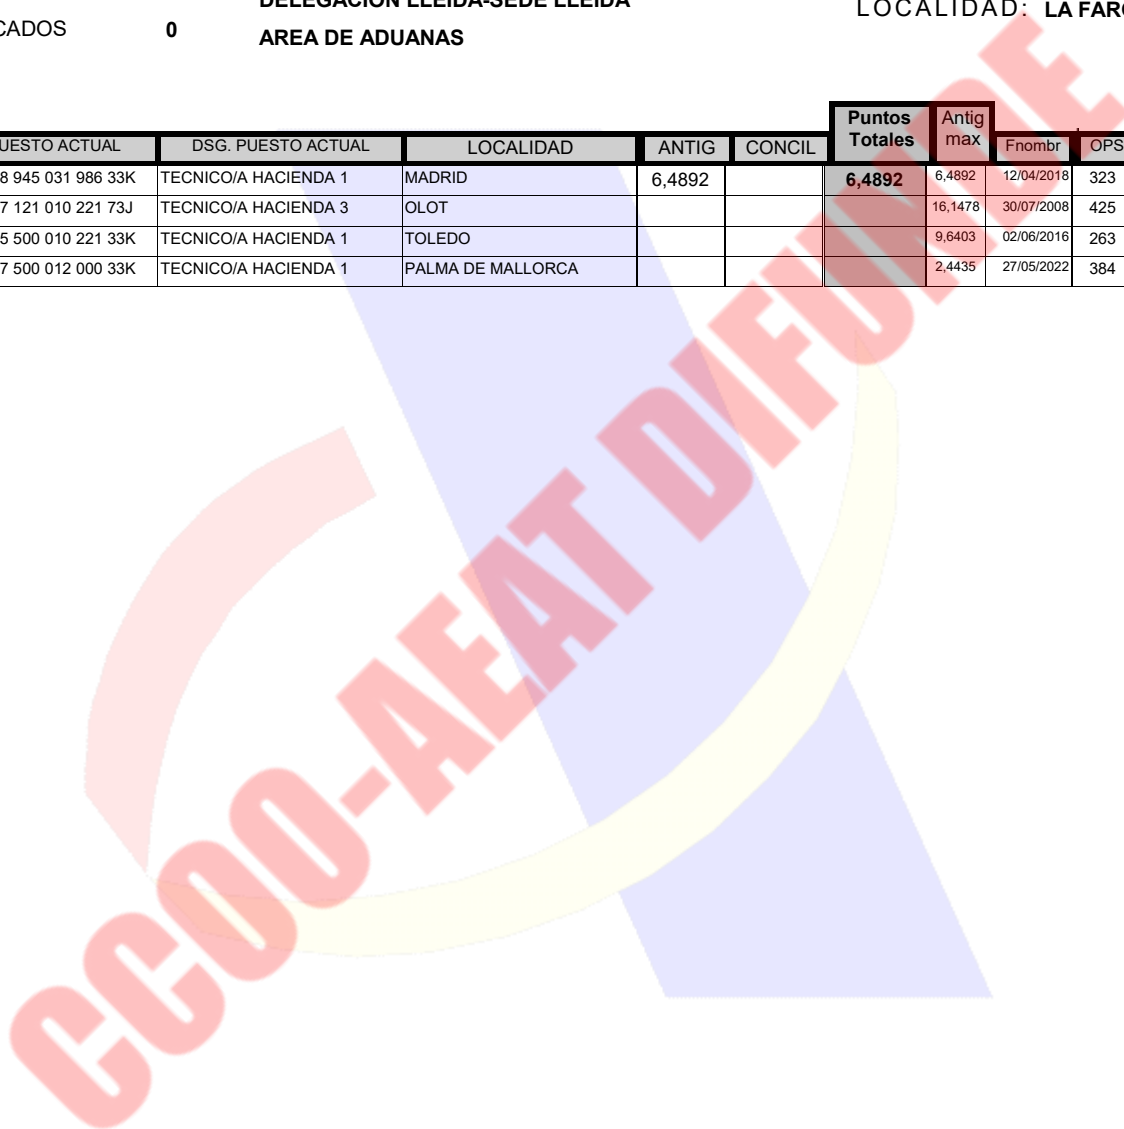 DELEGACION LLEIDA-SEDE LLEIDA
LOCALIDAD: LA FARG
CADOS 0
AREA DE ADUANAS
UESTO ACTUAL DSG. PUESTO ACTUAL LOCALIDAD ANTIG CONCIL Puntos Totales Antig max Fnombr OPS
8 945 031 986 33K TECNICO/A HACIENDA 1 MADRID 6,4892 6,4892 6,4892 12/04/2018 323
7 121 010 221 73J TECNICO/A HACIENDA 3 OLOT 16,1478 30/07/2008 425
5 500 010 221 33K TECNICO/A HACIENDA 1 TOLEDO 9,6403 02/06/2016 263
7 500 012 000 33K TECNICO/A HACIENDA 1 PALMA DE MALLORCA 2,4435 27/05/2022 384
CCOO-AEAT DIFUNDE